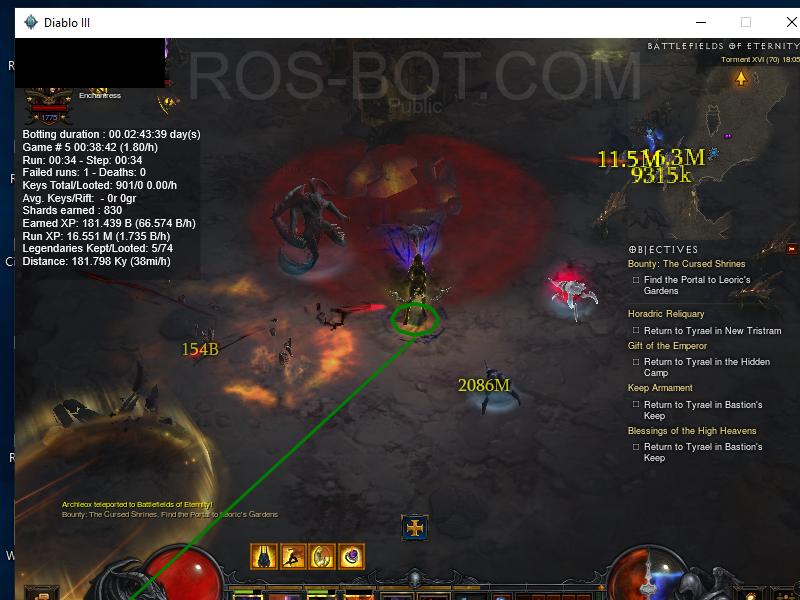 Diablo III
BATTLEFIELDS OF ETERNITY
Torment XVI (70) 18:05
ROS-BOT.COM
Public
Enchantress
1775
Botting duration : 00.02:43:39 day(s)
Game # 5 00:38:42 (1.80/h)
Run: 00:34 - Step: 00:34
Failed runs: 1 - Deaths: 0
Keys Total/Looted: 901/0 0.00/h
Avg. Keys/Rift: - 0r 0gr
Shards earned : 830
Earned XP: 181.439 B (66.574 B/h)
Run XP: 16.551 M (1.735 B/h)
Legendaries Kept/Looted: 5/74
Distance: 181.798 Ky (38mi/h)
11.5M
6.3M
9315k
OBJECTIVES
Bounty: The Cursed Shrines
Find the Portal to Leoric's
Gardens
Horadric Reliquary
Return to Tyrael in New Tristram
Gift of the Emperor
Return to Tyrael in the Hidden
Camp
Keep Armament
Return to Tyrael in Bastion's
Keep
Blessings of the High Heavens
Return to Tyrael in Bastion's
Keep
154B
2086M
Archieox teleported to Battlefields of Eternity!
Bounty: The Cursed Shrines, Find the Portal to Leoric's Gardens